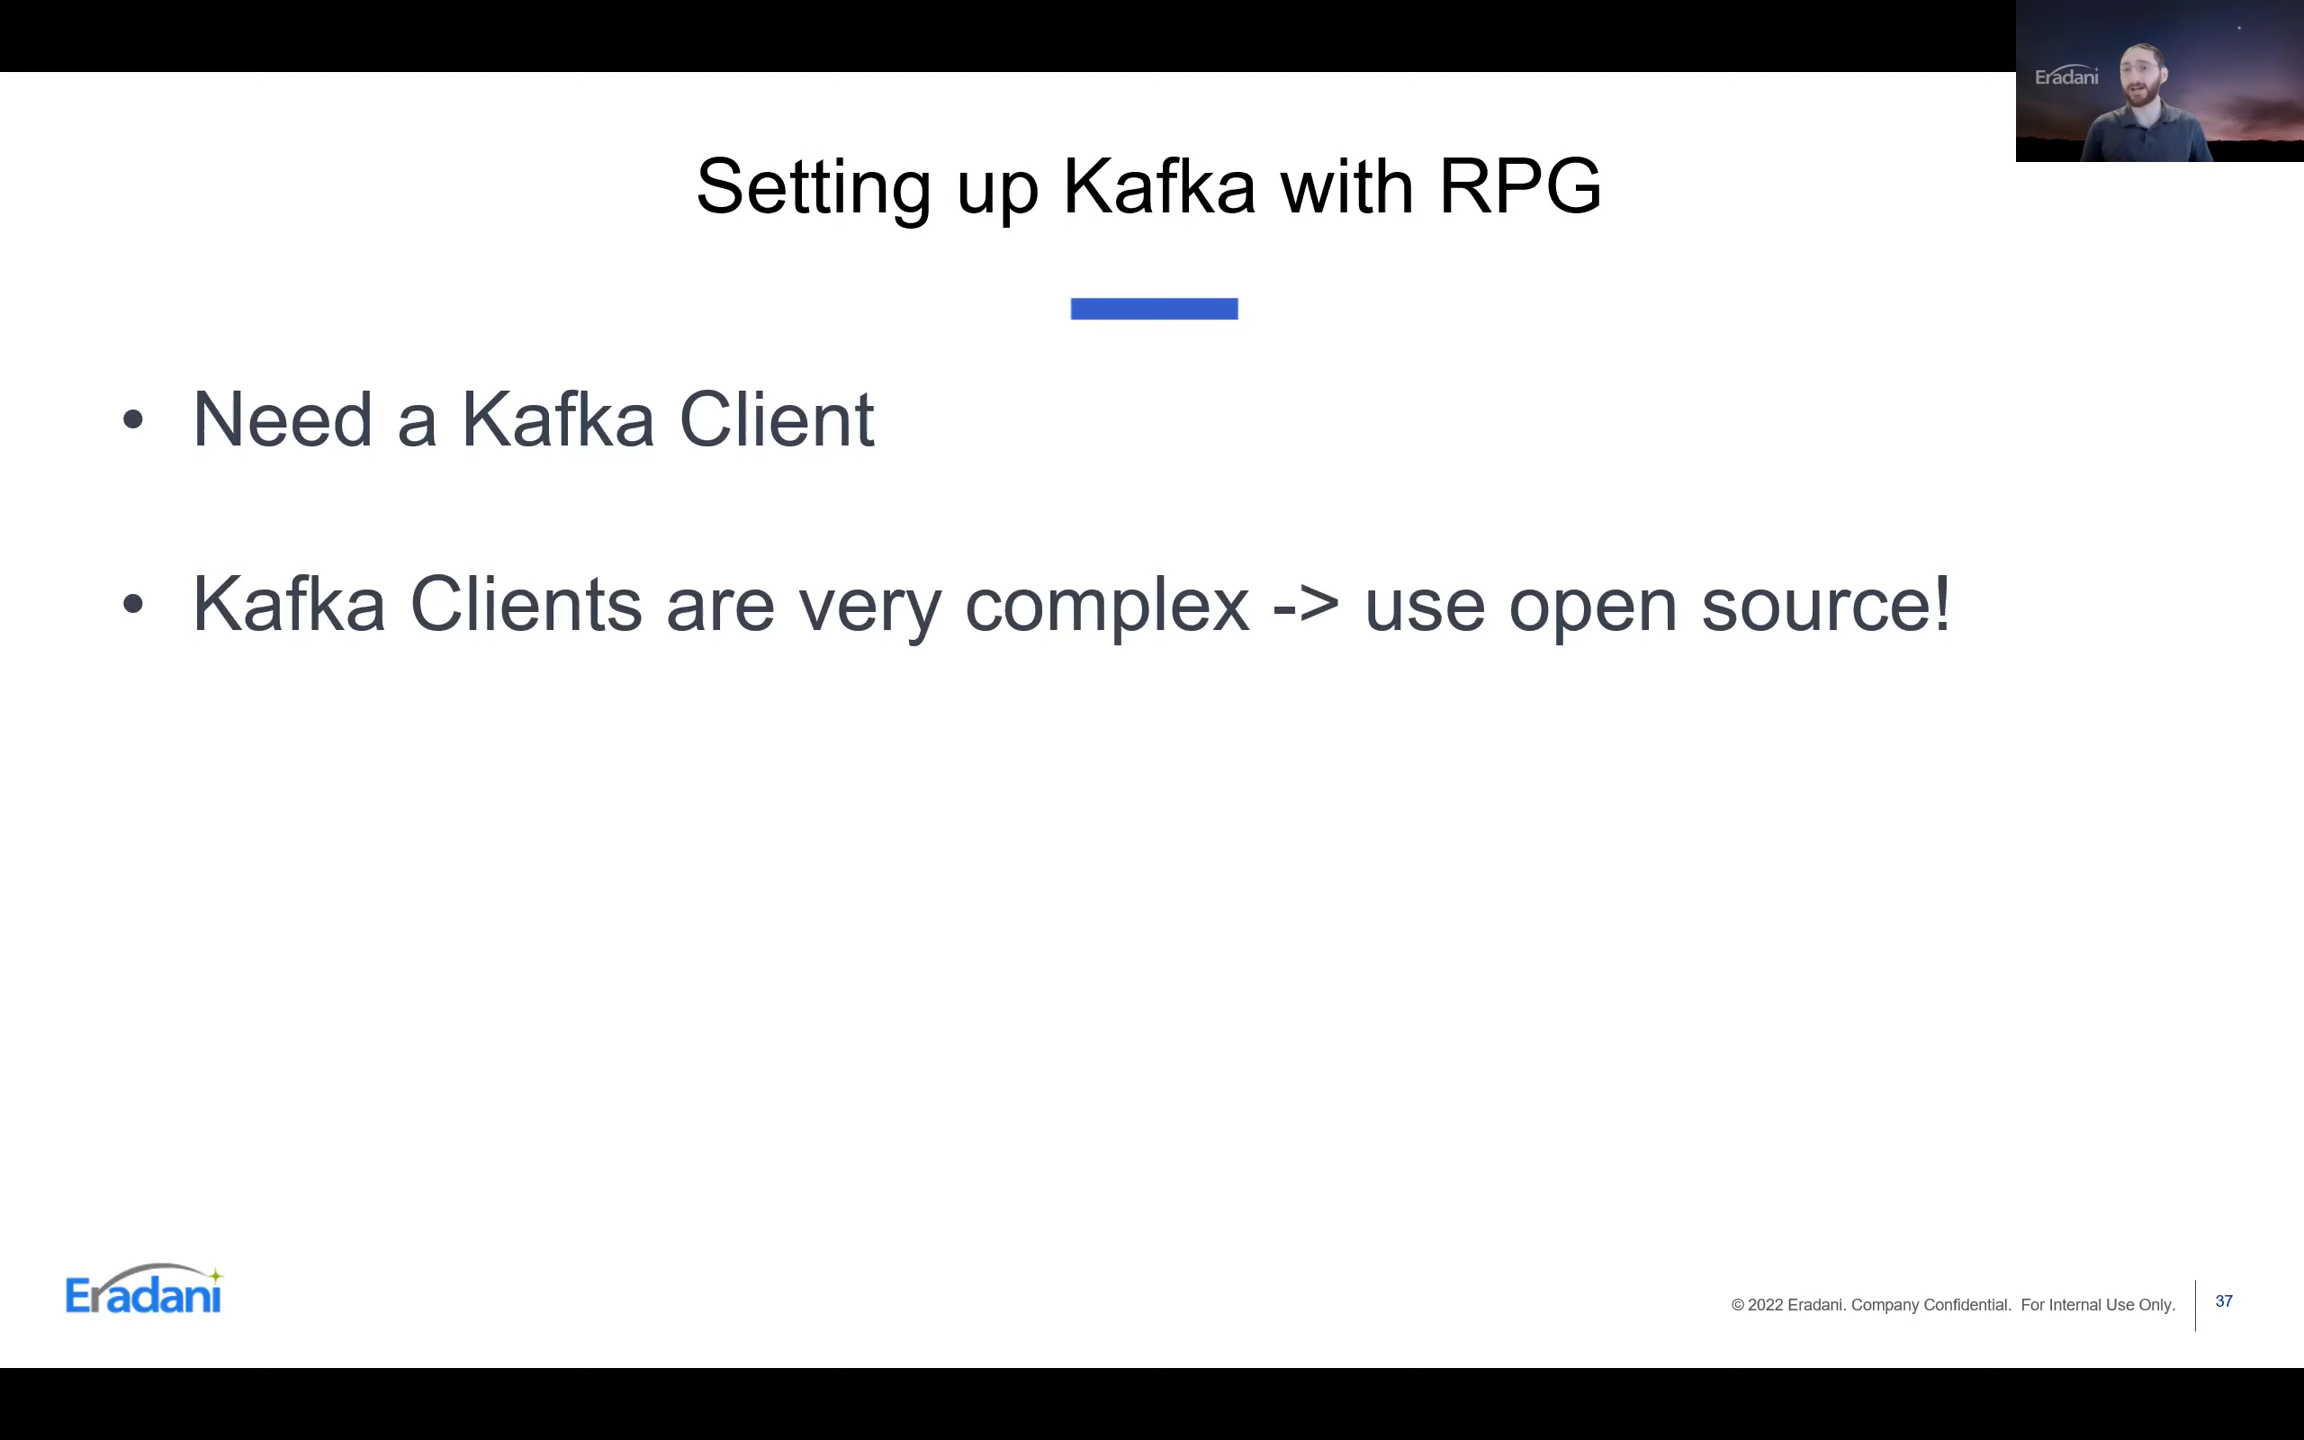 Eradani
Setting up Kafka with RPG
• Need a Kafka Client
• Kafka Clients are very complex -> use open source!
Eradani
© 2022 Eradani. Company Confidential. For Internal Use Only.
37